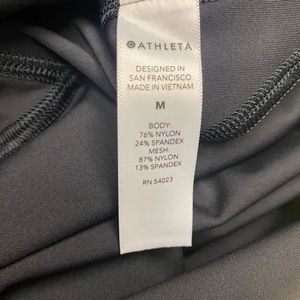 ATHLETA
DESIGNED IN
SAN FRANCISCO
MADE IN VIETNAM
M
BODY:
76% NYLON
24% SPANDEX
MESH:
87% NYLON
13% SPANDEX
RN 54023